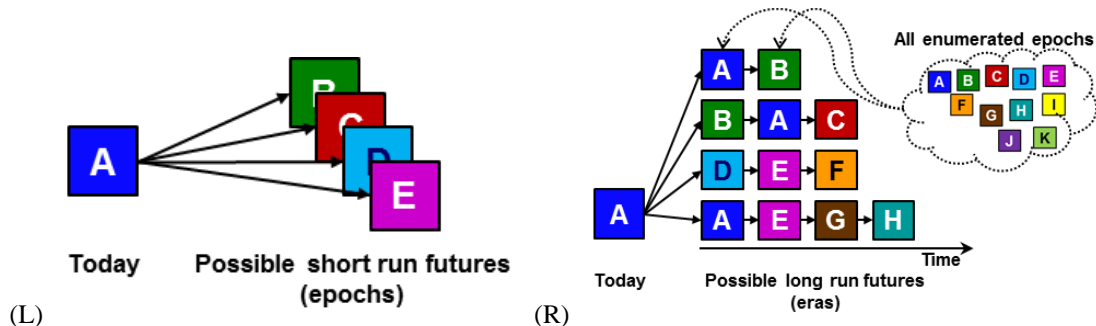 A
B
C
D
E
Today
Possible short run futures
(epochs)
(L)
All enumerated epochs
A B C D E
F G H I
J K
A B
B A C
D E F
A
A E G H
Time
Today
Possible long run futures
(eras)
(R)